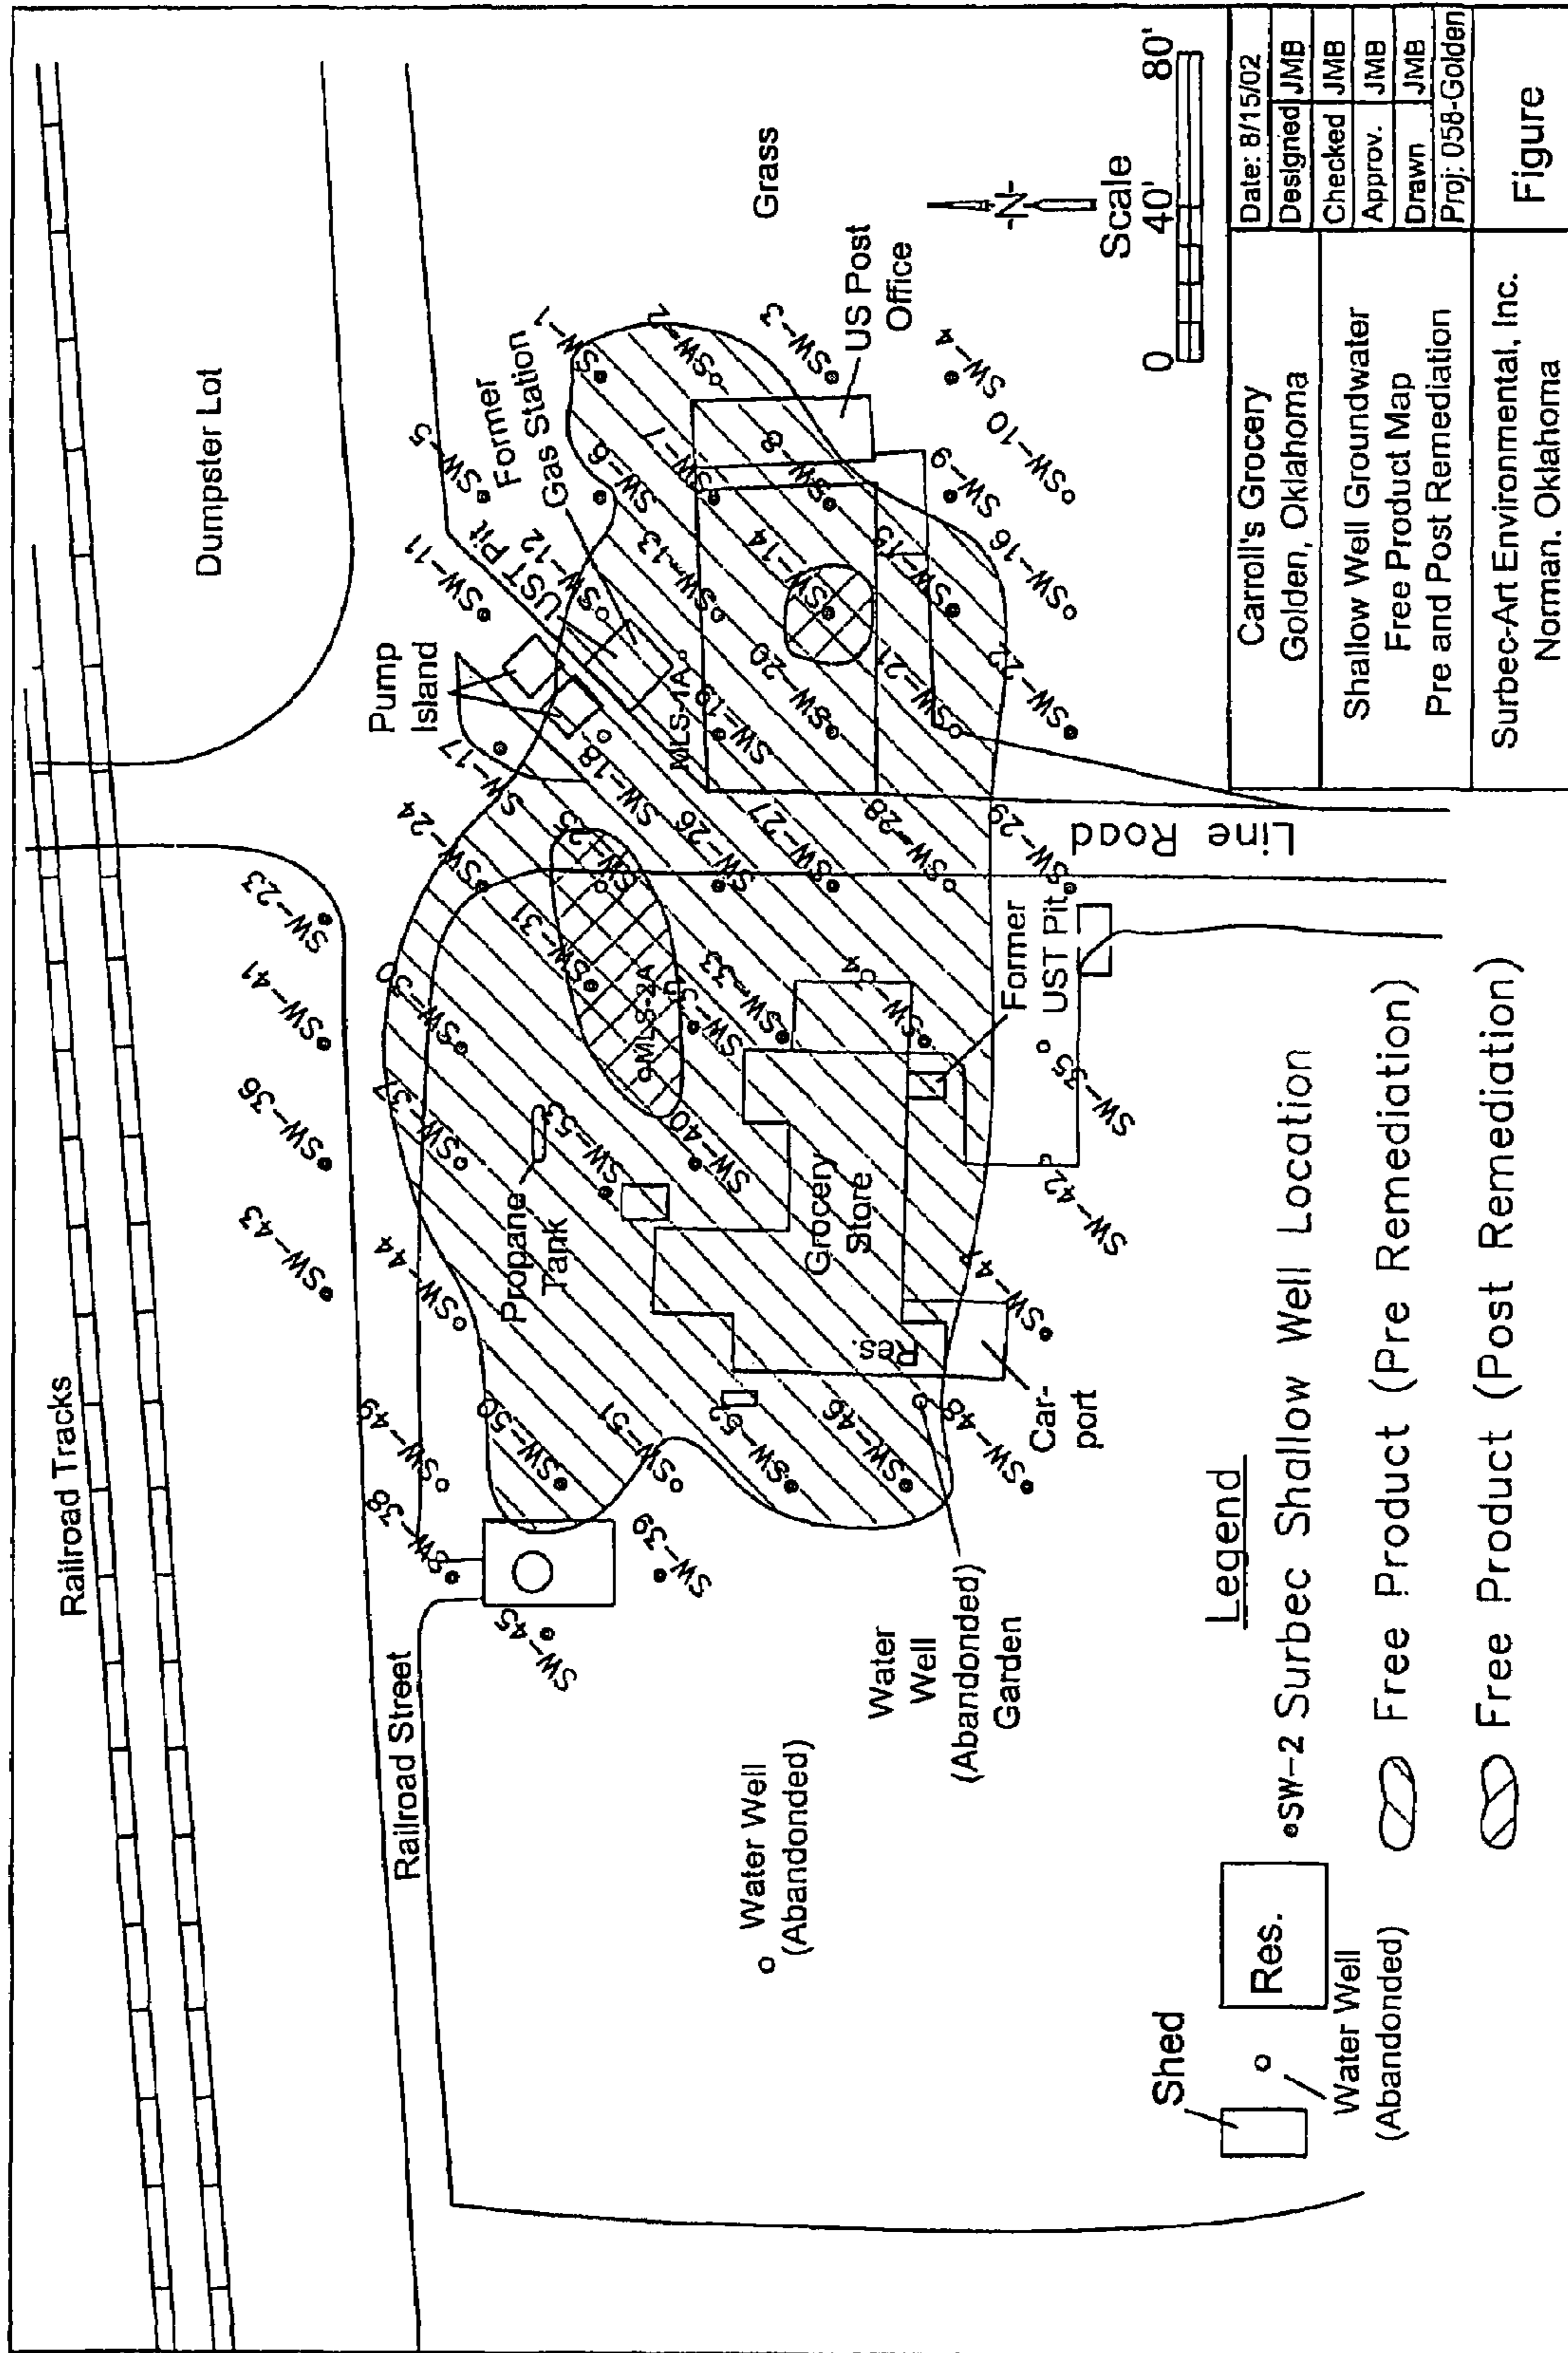 Railroad Tracks
Dumpster Lot
Railroad Street
Pump
Island
UST Pit
Former
Gas Station
Grass
US Post
Office
SW-23
SW-41
SW-36
SW-43
SW-5
SW-11
SW-12
SW-1
SW-2
SW-3
SW-4
SW-6
SW-7
SW-8
SW-9
SW-10
SW-13
SW-14
SW-15
SW-16
SW-17
SW-18
SW-19
SW-20
SW-21
SW-22
MLS-1A
SW-24
SW-25
SW-26
SW-27
SW-28
SW-29
SW-30
SW-31
MLS-2A
SW-33
SW-37
SW-53
SW-40
SW-44
SW-49
SW-50
SW-51
SW-46
SW-48
SW-38
SW-39
SW-45
SW-35
SW-42
SW-47
Propane
Tank
Grocery
Store
Res.
Former
UST Pit
Line Road
Car-
port
Water
Well
(Abandonded)
Garden
Water Well
(Abandonded)
Shed
Res.
Water Well
(Abandonded)
N
Scale
0 40' 80'
Legend
SW-2 Surbec Shallow Well Location
Free Product (Pre Remediation)
Free Product (Post Remediation)
Carroll's Grocery
Golden, Oklahoma
Shallow Well Groundwater
Free Product Map
Pre and Post Remediation
Surbec-Art Environmental, Inc.
Norman. Oklahoma
Date: 8/15/02
Designed JMB
Checked JMB
Approv. JMB
Drawn JMB
Proj: 058-Golden
Figure